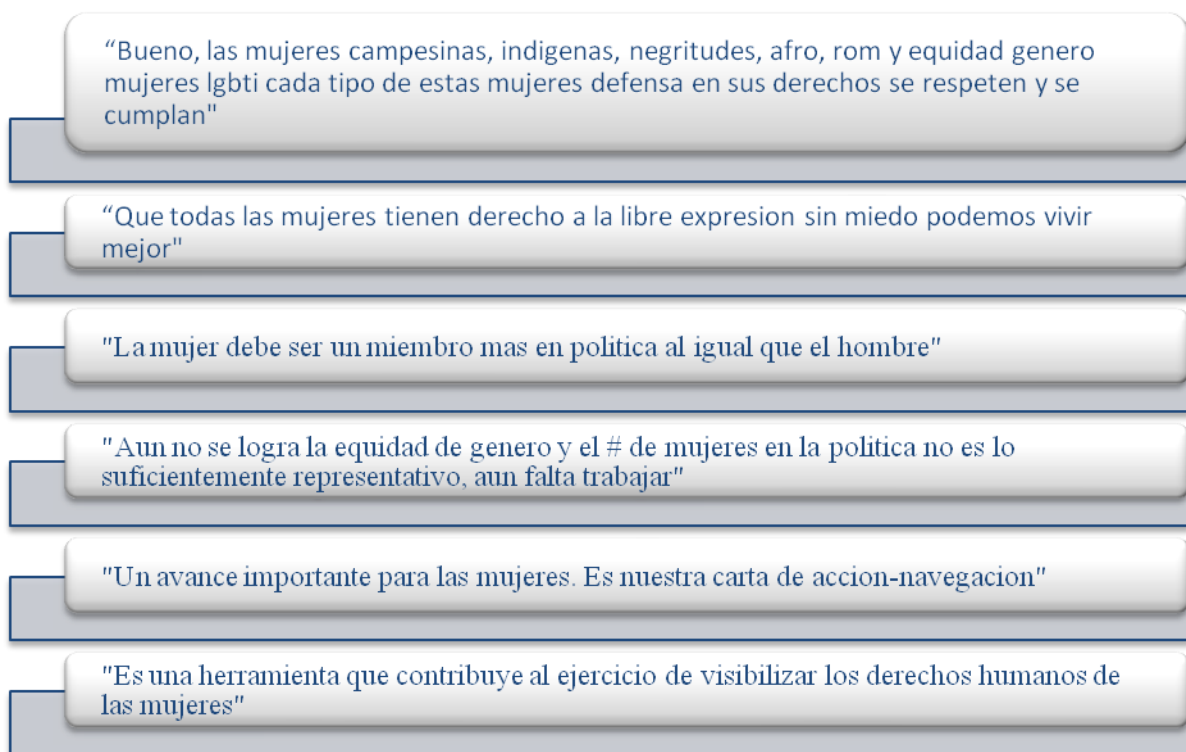 “Bueno, las mujeres campesinas, indigenas, negritudes, afro, rom y equidad genero
mujeres lgbti cada tipo de estas mujeres defensa en sus derechos se respeten y se
cumplan"
“Que todas las mujeres tienen derecho a la libre expresion sin miedo podemos vivir
mejor"
"La mujer debe ser un miembro mas en politica al igual que el hombre"
"Aun no se logra la equidad de genero y el # de mujeres en la politica no es lo
suficientemente representativo, aun falta trabajar"
"Un avance importante para las mujeres. Es nuestra carta de accion-navegacion"
"Es una herramienta que contribuye al ejercicio de visibilizar los derechos humanos de
las mujeres"